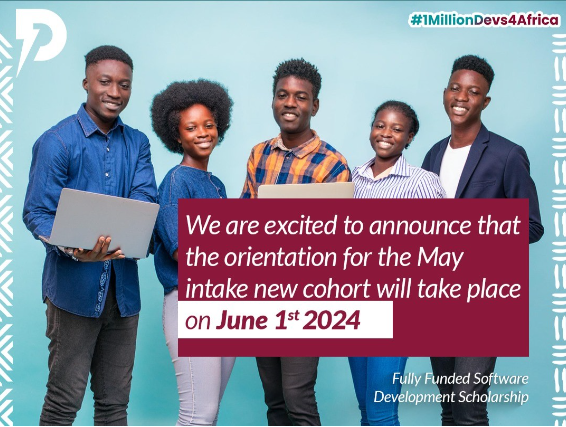 #1MillionDevs4Africa
We are excited to announce that
the orientation for the May
intake new cohort will take place
on June 1st 2024
Fully Funded Software
Development Scholarship